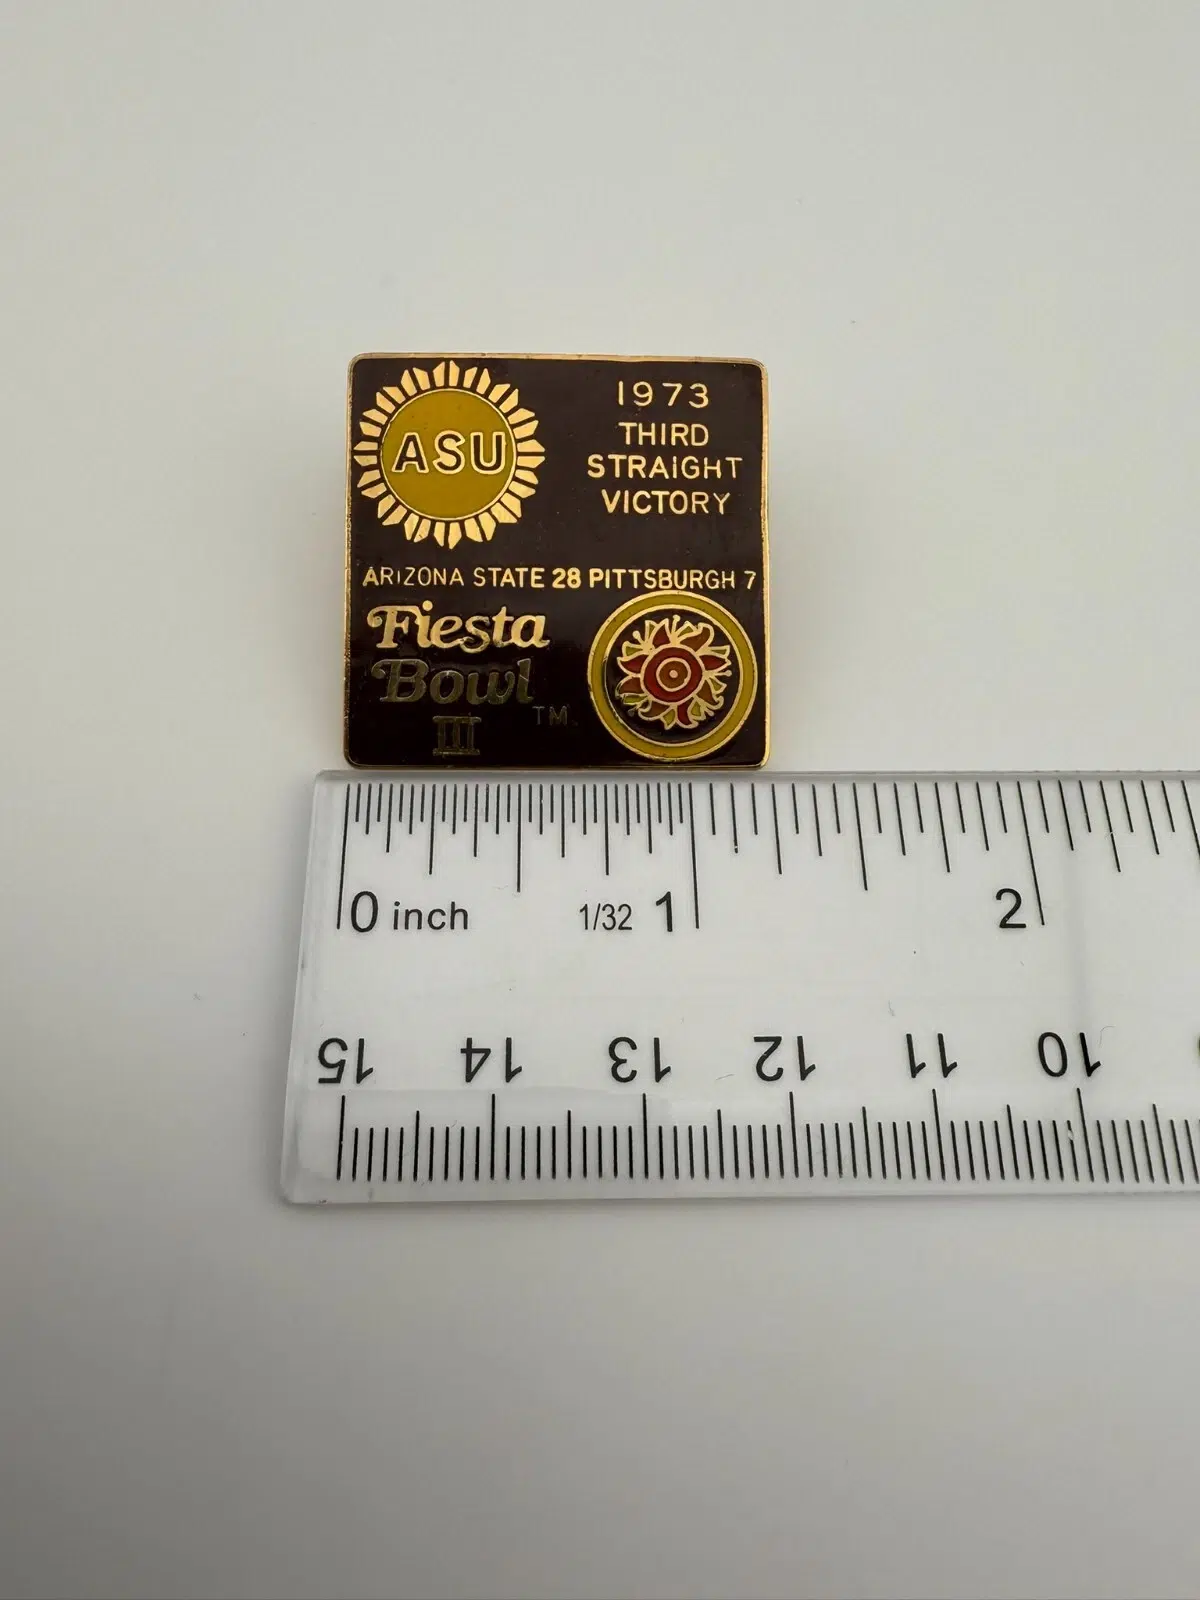 ASU
1973
THIRD
STRAIGHT
VICTORY
ARIZONA STATE 28 PITTSBURGH 7
Fiesta
Bowl
III
TM
0 inch 1/32 1 2
15 14 13 12 11 10